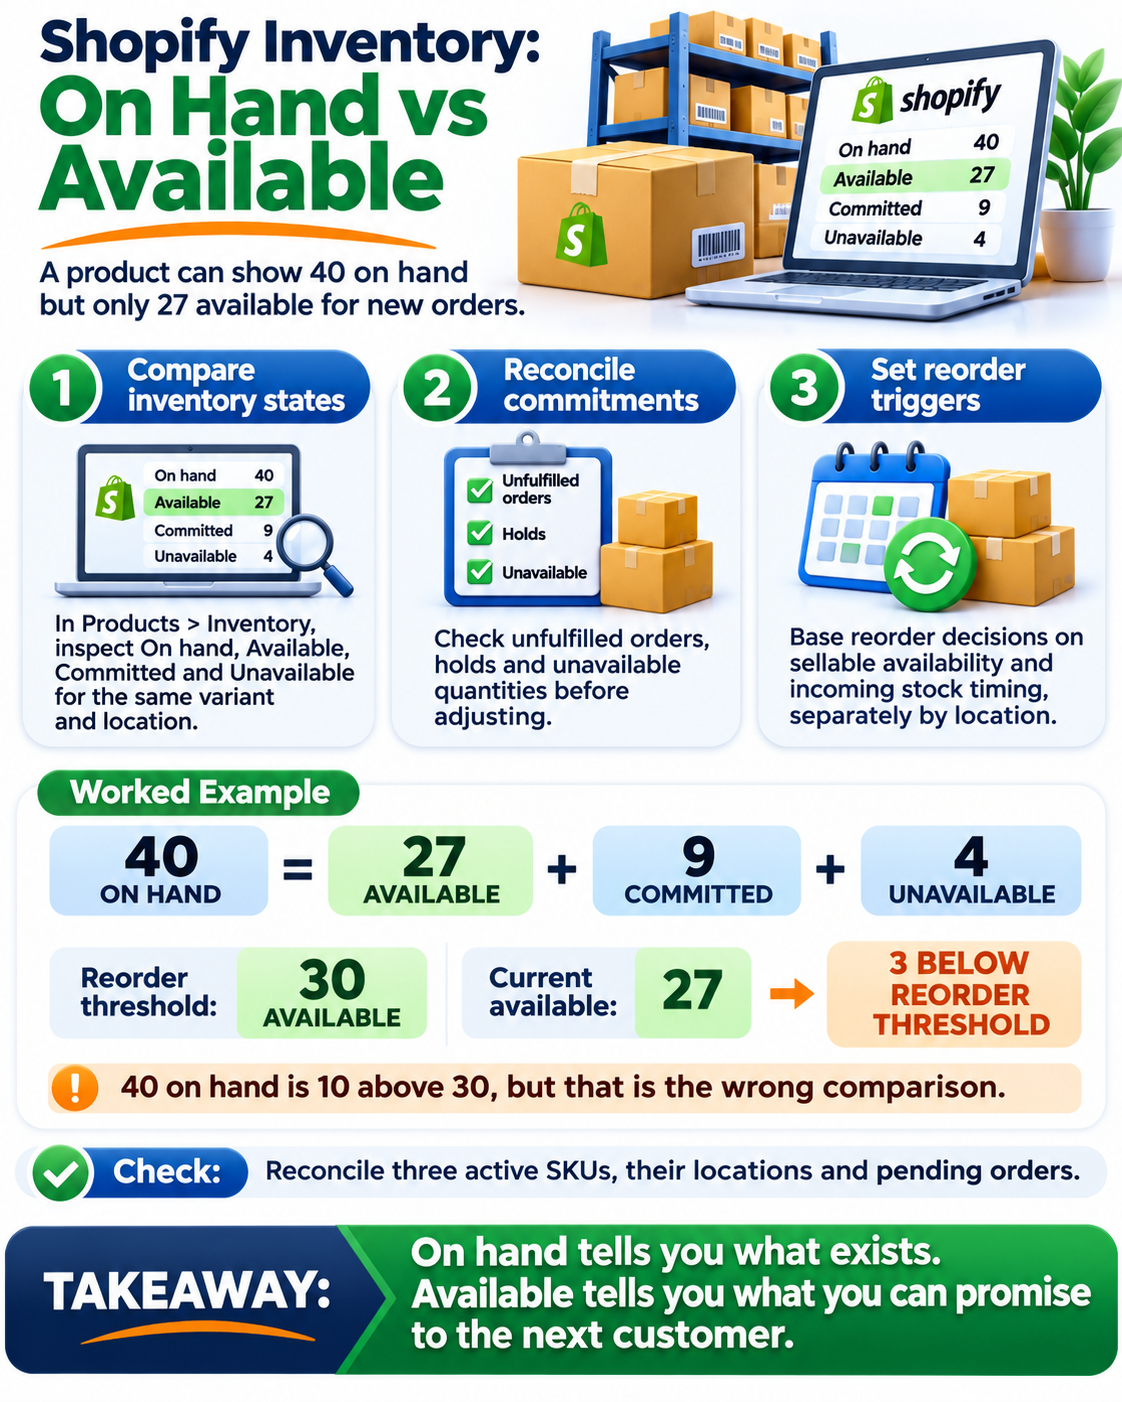 Shopify Inventory:
On Hand vs
Available
A product can show 40 on hand
but only 27 available for new orders.
S
S shopify
On hand 40
Available 27
Committed 9
Unavailable 4
1 Compare
inventory states
S
On hand 40
Available 27
Committed 9
Unavailable 4
In Products > Inventory,
inspect On hand, Available,
Committed and Unavailable
for the same variant
and location.
2 Reconcile
commitments
Unfulfilled
orders
Holds
Unavailable
Check unfulfilled orders,
holds and unavailable
quantities before
adjusting.
3 Set reorder
triggers
Base reorder decisions on
sellable availability and
incoming stock timing,
separately by location.
Worked Example
40 = 27 + 9 + 4
ON HAND AVAILABLE COMMITTED UNAVAILABLE
Reorder
threshold:
30
AVAILABLE
Current
available:
27
3 BELOW
REORDER
THRESHOLD
! 40 on hand is 10 above 30, but that is the wrong comparison.
Check: Reconcile three active SKUs, their locations and pending orders.
TAKEAWAY:
On hand tells you what exists.
Available tells you what you can promise
to the next customer.